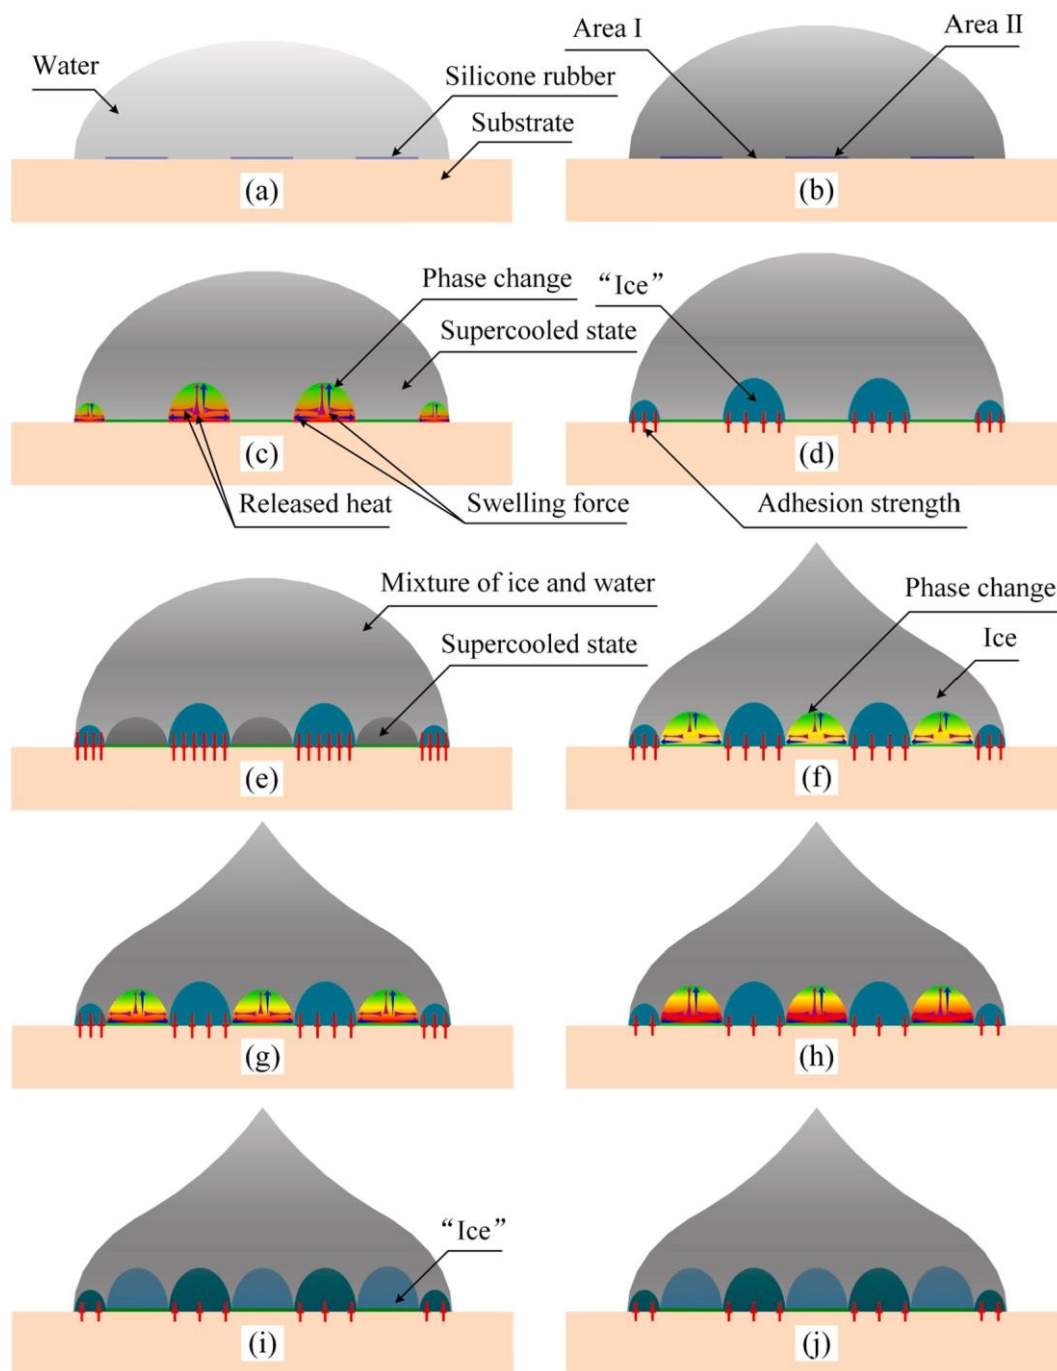 Water
Silicone rubber
Substrate
(a)
Area I
Area II
(b)
Phase change
Supercooled state
(c)
Released heat
Swelling force
“Ice”
(d)
Adhesion strength
Mixture of ice and water
Supercooled state
(e)
Phase change
Ice
(f)
(g)
(h)
“Ice”
(i)
(j)